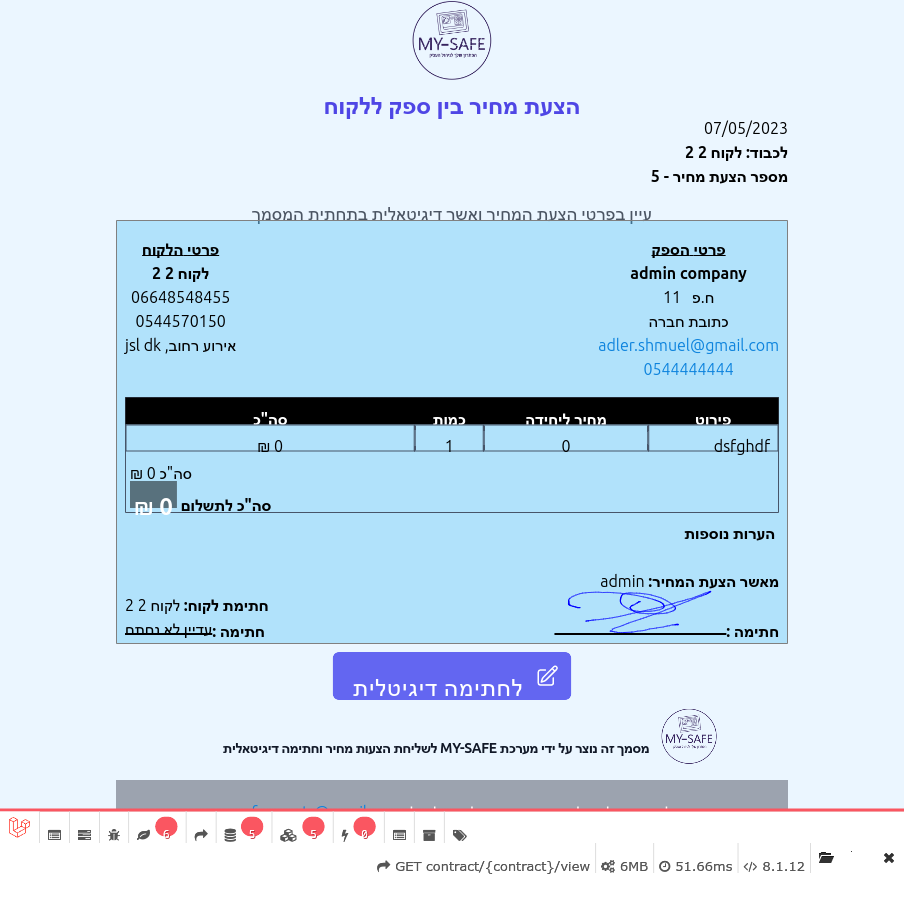 MY-SAFE
הצעת מחיר בין ספק ללקוח
07/05/2023
לכבוד: לקוח 2 2
מספר הצעת מחיר - 5
עיין בפרטי הצעת המחיר ואשר דיגיטאלית בתחתית המסמך
פרטי הספק
admin company
ח.פ 11
כתובת חברה
adler.shmuel@gmail.com
0544444444
פרטי הלקוח
לקוח 2 2
06648548455
0544570150
אירוע רחוב, jsl dk
פירוט מחיר ליחידה כמות סה"כ
dsfghdf 0 1 0 ₪
סה"כ 0 ₪
סה"כ לתשלום 0 ₪
הערות נוספות
מאשר הצעת המחיר: admin
חתימה :
חתימת לקוח: לקוח 2 2
חתימה :עדיין לא נחתם
לחתימה דיגיטלית
MY-SAFE
מסמך זה נוצר על ידי מערכת MY-SAFE לשליחת הצעות מחיר וחתימה דיגיטאלית
6 5 5 0
GET contract/{contract}/view 6MB 51.66ms 8.1.12